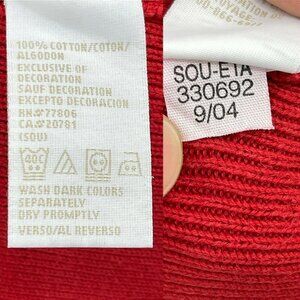 100% COTTON/COTON/
ALGODON
EXCLUSIVE OF
DECORATION
SAUF DECORATION
EXCEPTO DECORACION
RN# 77806
CA# 20781
(SOU)
40C
WASH DARK COLORS
SEPARATELY
DRY PROMPTLY
VERSO/AL REVERSO
SOU-ETA
330692
9/04